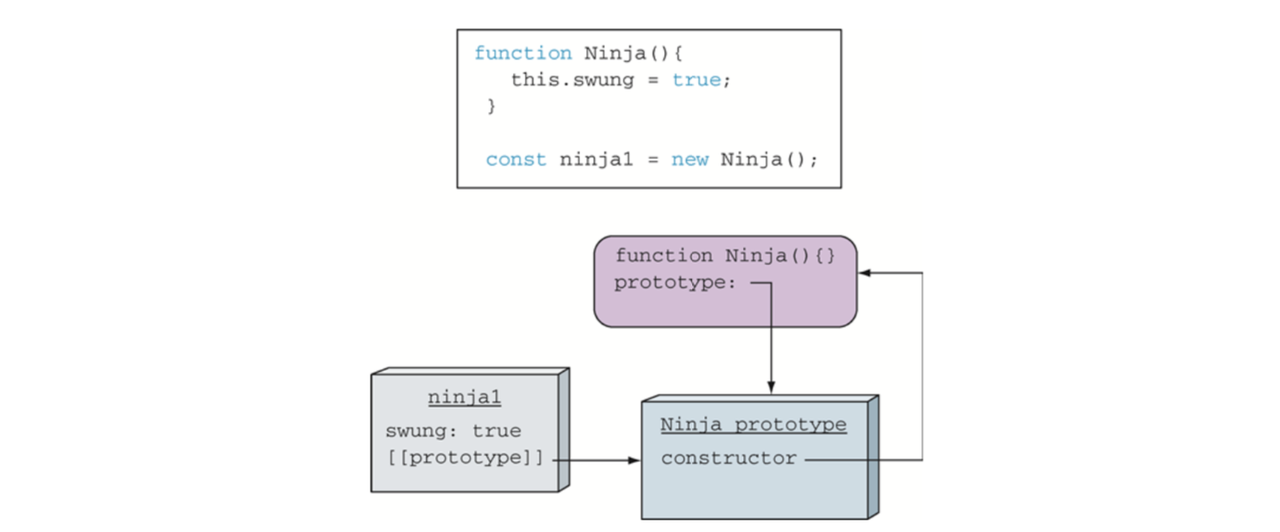 function Ninja(){
this.swung = true;
}
const ninja1 = new Ninja();
function Ninja(){}
prototype:
ninja1
swung: true
[[prototype]]
Ninja prototype
constructor